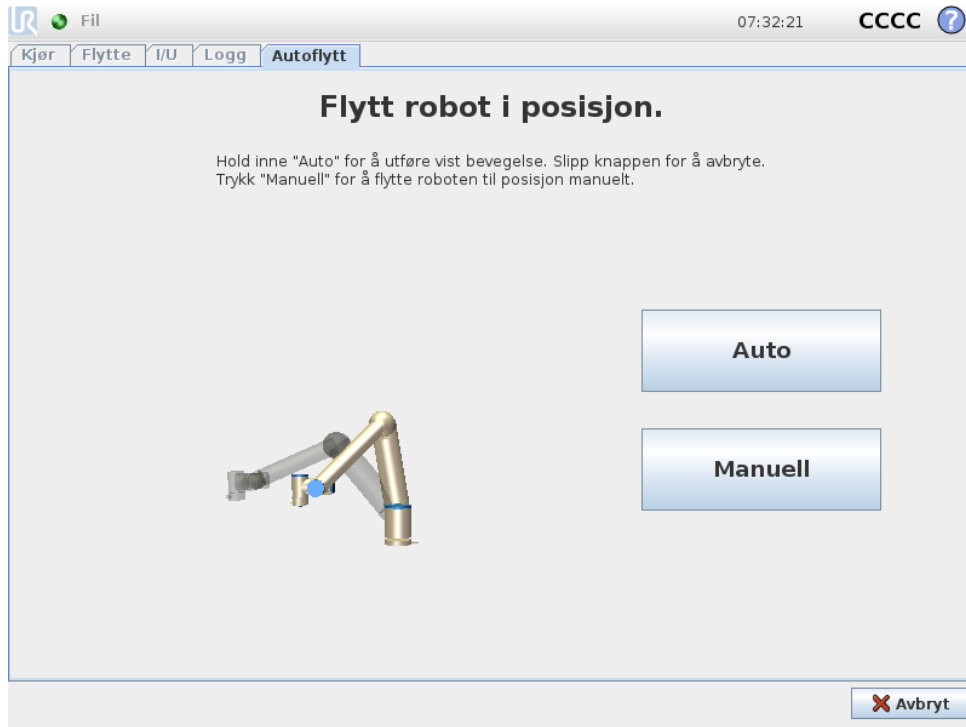 UR Fil 07:32:21 CCCC ?
Kjør Flytte I/U Logg Autoflytt
Flytt robot i posisjon.
Hold inne "Auto" for å utføre vist bevegelse. Slipp knappen for å avbryte.
Trykk "Manuell" for å flytte roboten til posisjon manuelt.
Auto
Manuell
Avbryt